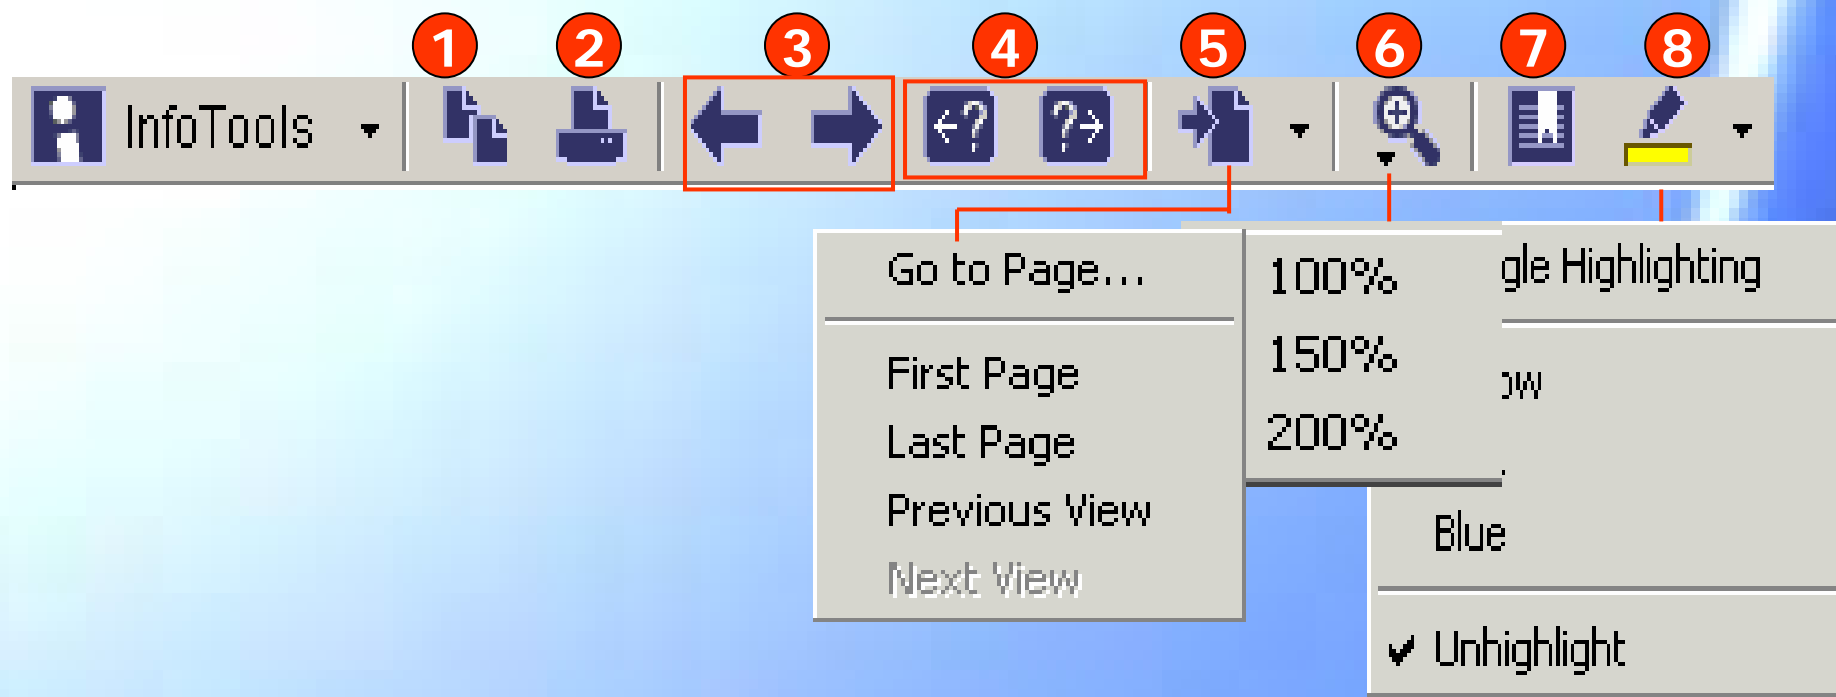 1 2 3 4 5 6 7 8
InfoTools
?
?
Go to Page...
First Page
Last Page
Previous View
Next View
100%
150%
200%
gle Highlighting
ow
Blue
Unhighlight